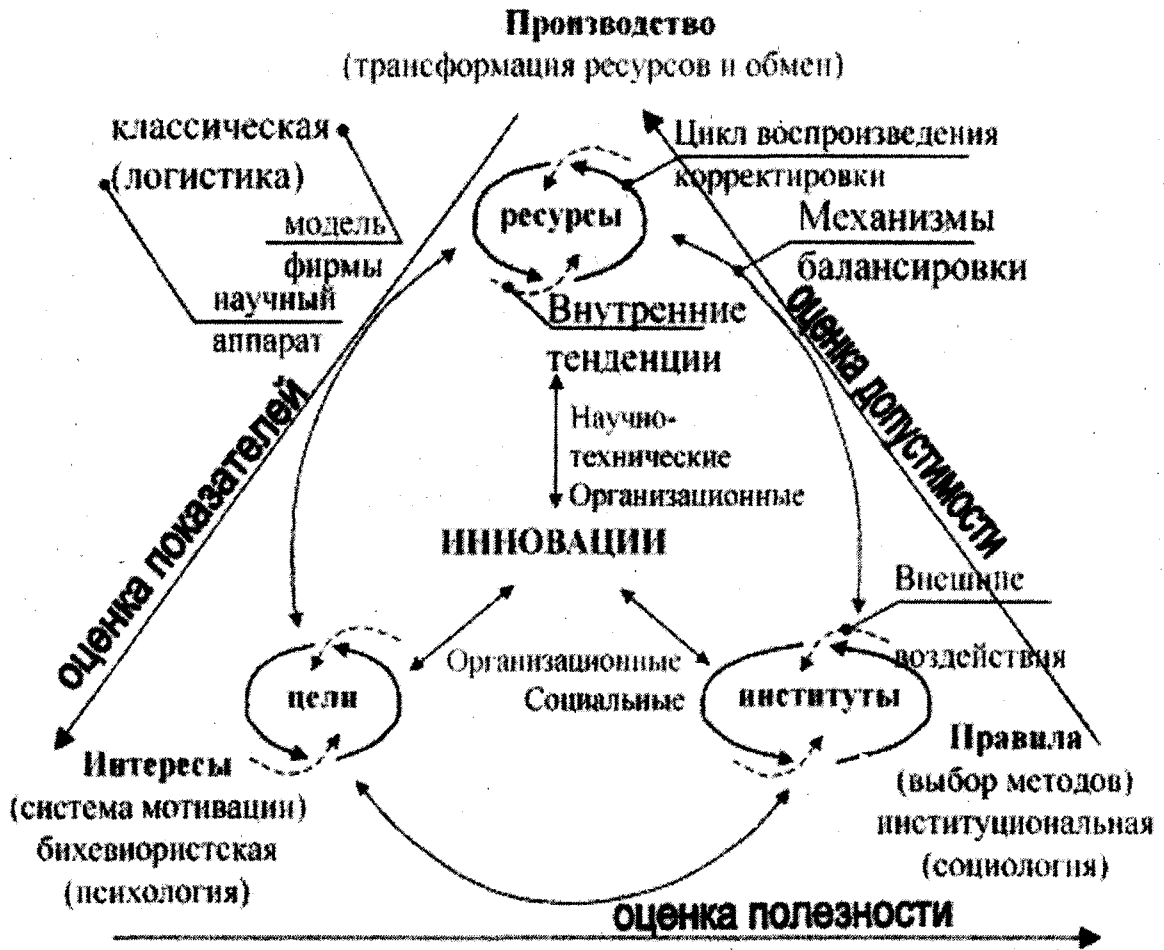 Производство
(трансформация ресурсов и обмен)
классическая
(логистика)
модель
фирмы
научный
аппарат
Цикл воспроизведения
корректировки
ресурсы
Механизмы
балансировки
Внутренние
тенденции
Научно-
технические
Организационные
оценка показателей
оценка допустимости
ИННОВАЦИИ
Внешние
воздействия
Организационные
Социальные
цели
институты
Интересы
(система мотивации)
бихевиористская
(психология)
Правила
(выбор методов)
институциональная
(социология)
оценка полезности